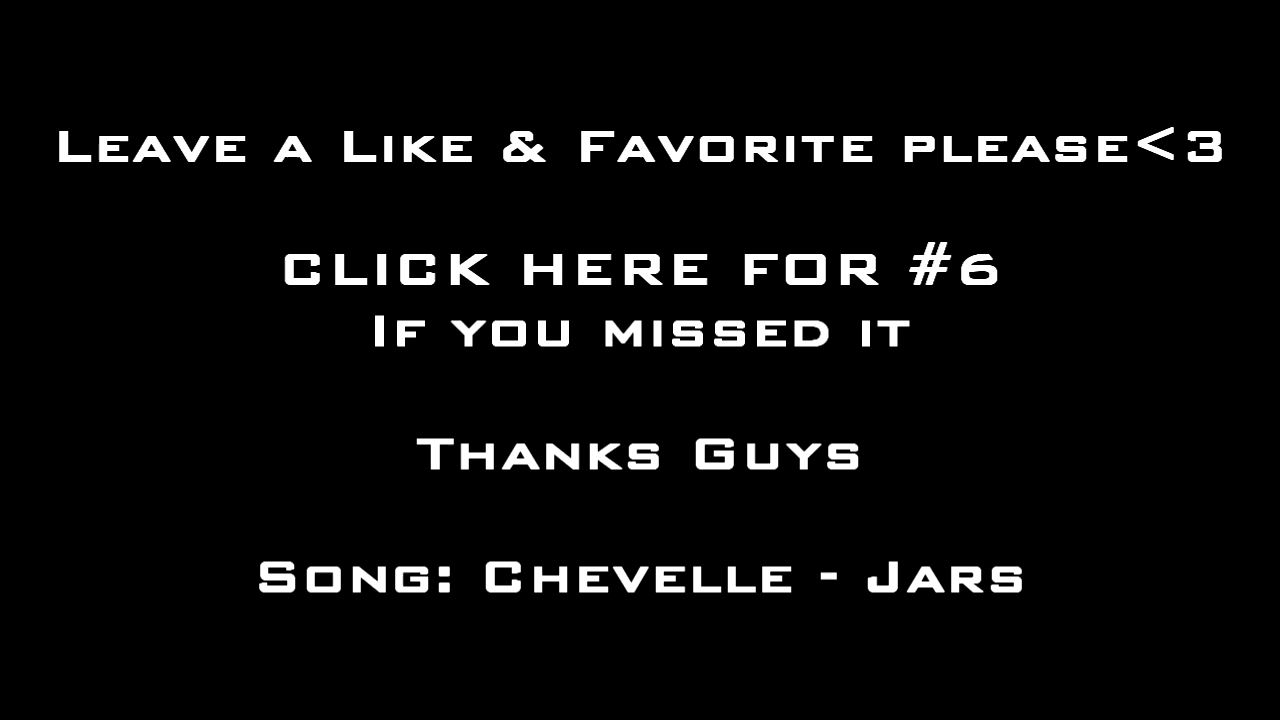 Leave a Like & Favorite please<3
CLICK HERE FOR #6
If you missed it
Thanks Guys
Song: Chevelle - Jars